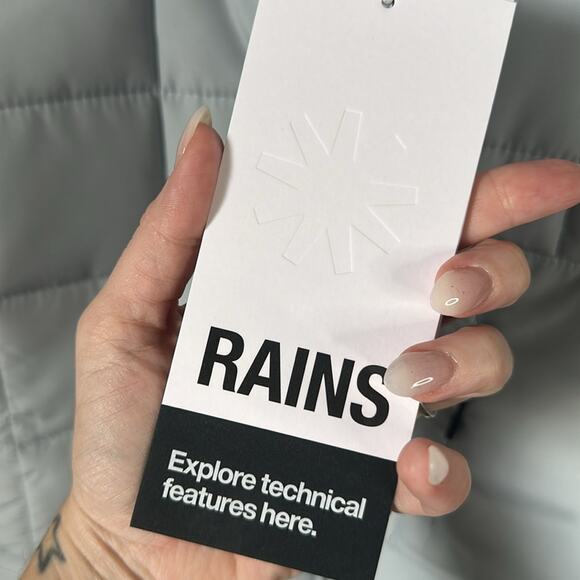 RAINS
Explore technical
features here.